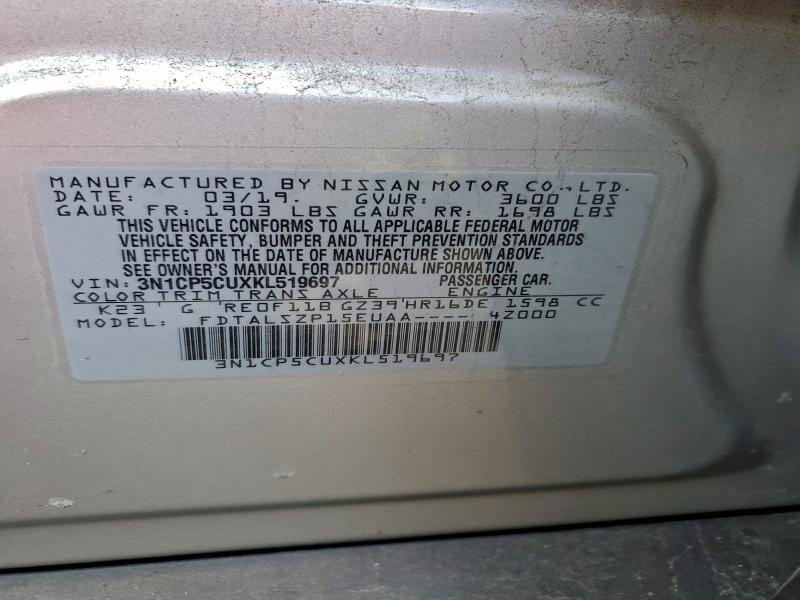 MANUFACTURED BY NISSAN MOTOR CO., LTD.
DATE: 03/19. GVWR: 3600 LBS
GAWR FR: 1903 LBS GAWR RR: 1698 LBS
THIS VEHICLE CONFORMS TO ALL APPLICABLE FEDERAL MOTOR
VEHICLE SAFETY, BUMPER AND THEFT PREVENTION STANDARDS
IN EFFECT ON THE DATE OF MANUFACTURE SHOWN ABOVE.
SEE OWNER'S MANUAL FOR ADDITIONAL INFORMATION.
VIN: 3N1CP5CUXKL519697 PASSENGER CAR.
COLOR TRIM TRANS AXLE ENGINE
K23 ' G 'RE0F11B GZ39'HR16DE 1598 CC
MODEL: FDTALSZP15EUAA---- 4Z000
3N1CP5CUXKL519697